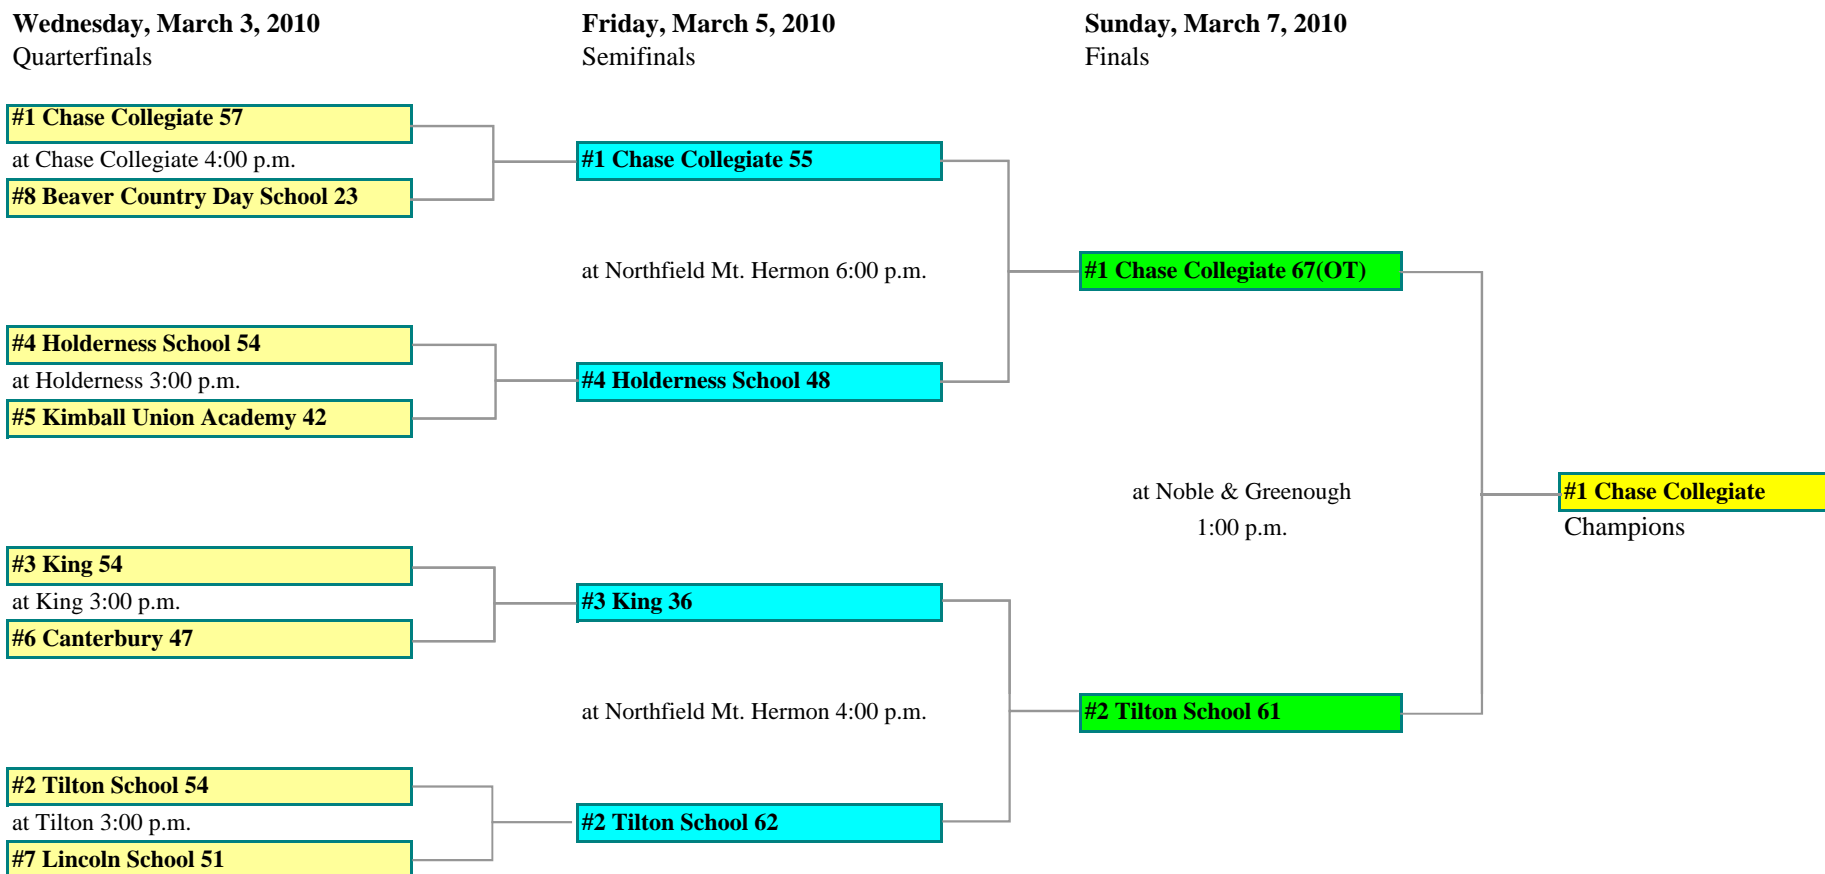 Wednesday, March 3, 2010
Quarterfinals
#1 Chase Collegiate 57
at Chase Collegiate 4:00 p.m.
#8 Beaver Country Day School 23
#4 Holderness School 54
at Holderness 3:00 p.m.
#5 Kimball Union Academy 42
#3 King 54
at King 3:00 p.m.
#6 Canterbury 47
#2 Tilton School 54
at Tilton 3:00 p.m.
#7 Lincoln School 51
Friday, March 5, 2010
Semifinals
#1 Chase Collegiate 55
at Northfield Mt. Hermon 6:00 p.m.
#4 Holderness School 48
#3 King 36
at Northfield Mt. Hermon 4:00 p.m.
#2 Tilton School 62
Sunday, March 7, 2010
Finals
#1 Chase Collegiate 67(OT)
at Noble & Greenough
1:00 p.m.
#2 Tilton School 61
#1 Chase Collegiate
Champions